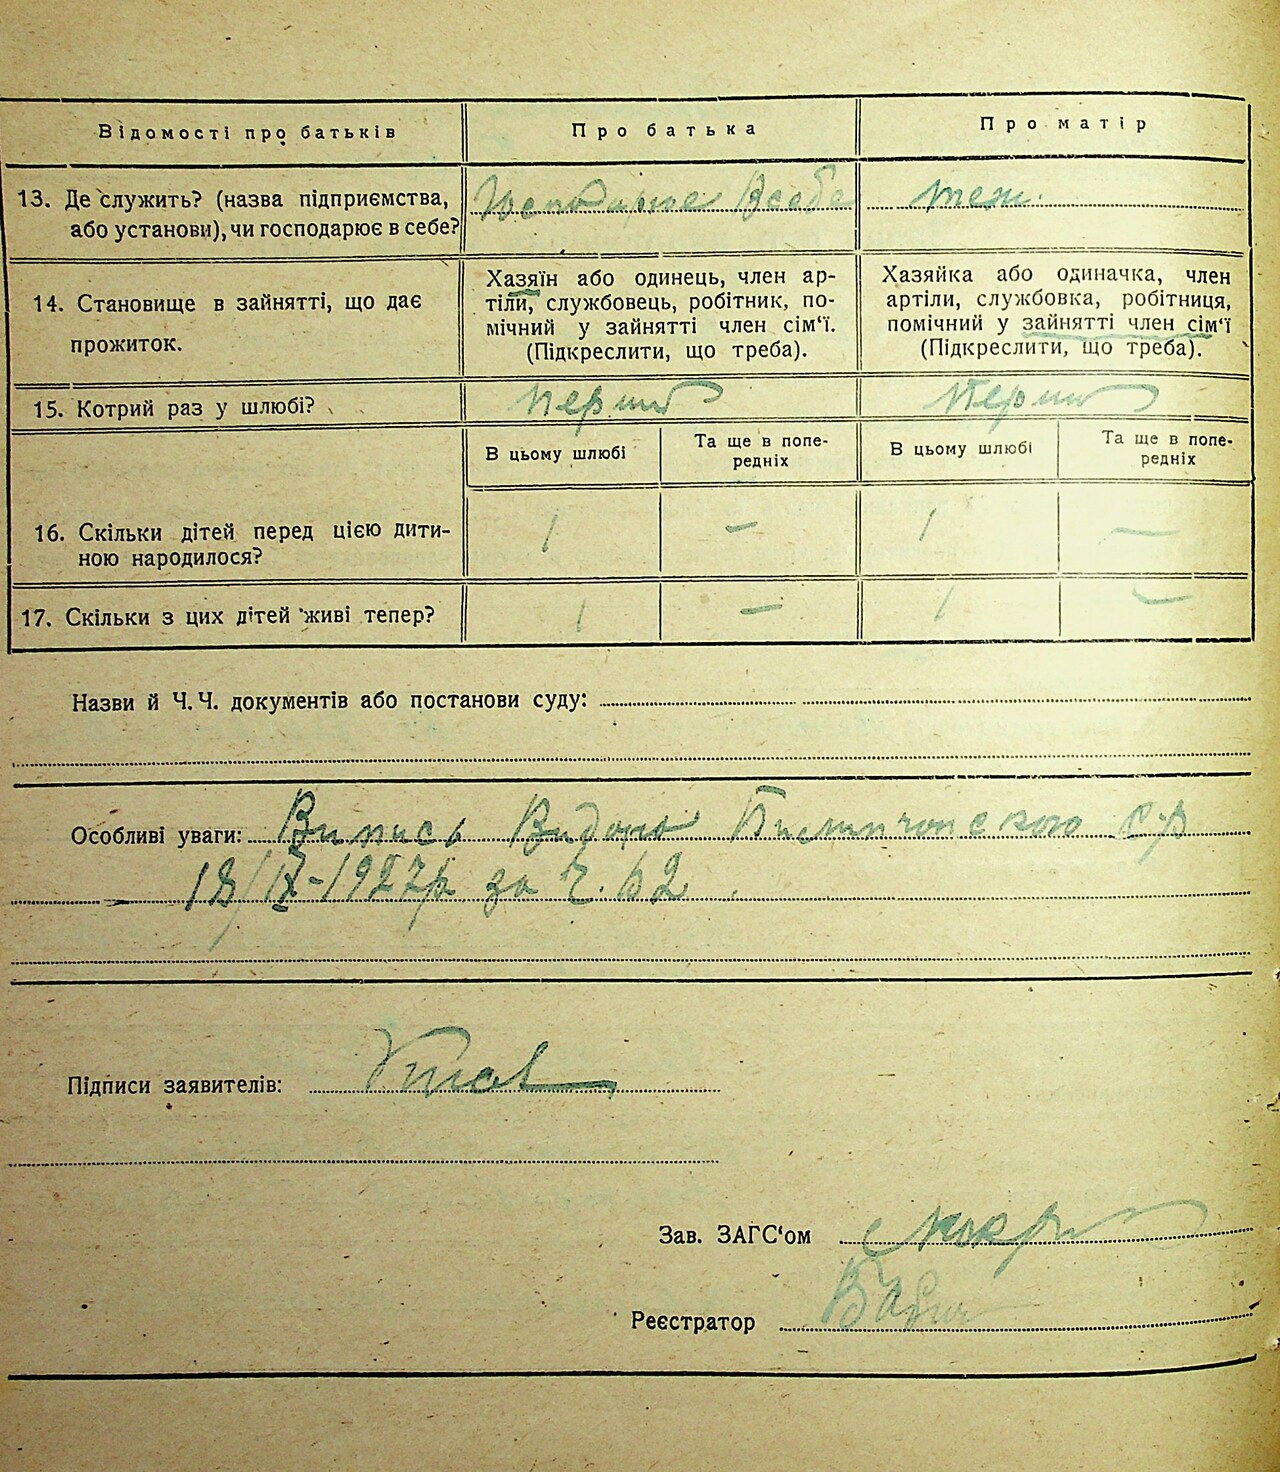 Відомості про батьків
Про батька
Про матір
13. Де служить? (назва підприємства,
або установи), чи господарює в себе?
Господарює В себе
теж.
14. Становище в зайнятті, що дає
прожиток.
Хазяїн або одинець, член ар-
тіли, службовець, робітник, по-
мічний у зайнятті член сім'ї.
(Підкреслити, що треба).
Хазяйка або одиначка, член
артіли, службовка, робітниця,
помічний у зайнятті член сім'ї
(Підкреслити, що треба).
15. Котрий раз у шлюбі?
перший
перший
В цьому шлюбі
Та ще в попе-
редніх
В цьому шлюбі
Та ще в попе-
редніх
16. Скільки дітей перед цією дити-
ною народилося?
1
—
1
—
17. Скільки з цих дітей живі тепер?
1
—
1
—
Назви й Ч. Ч. документів або постанови суду:
Особливі уваги: Випись Видано
18/IX-1927р за Ч.
Підписи заявителів:
Зав. ЗАГС'ом
Реєстратор